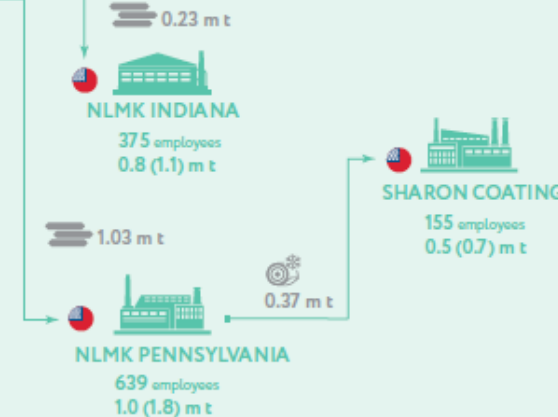 0.23 m t
NLMK INDIANA
375 employees
0.8 (1.1) m t
SHARON COATING
155 employees
0.5 (0.7) m t
1.03 m t
0.37 m t
NLMK PENNSYLVANIA
639 employees
1.0 (1.8) m t